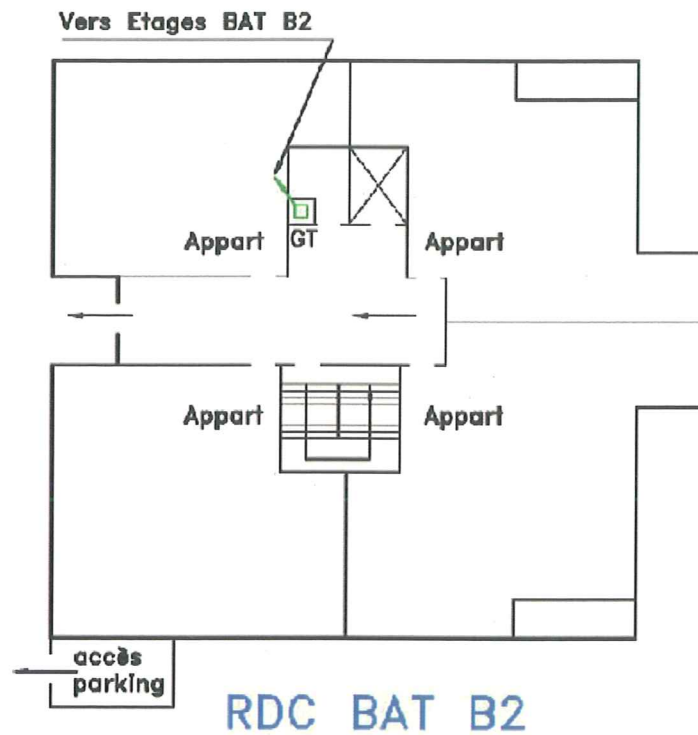 Vers Etages BAT B2
Appart
GT
Appart
Appart
Appart
accès
parking
RDC BAT B2